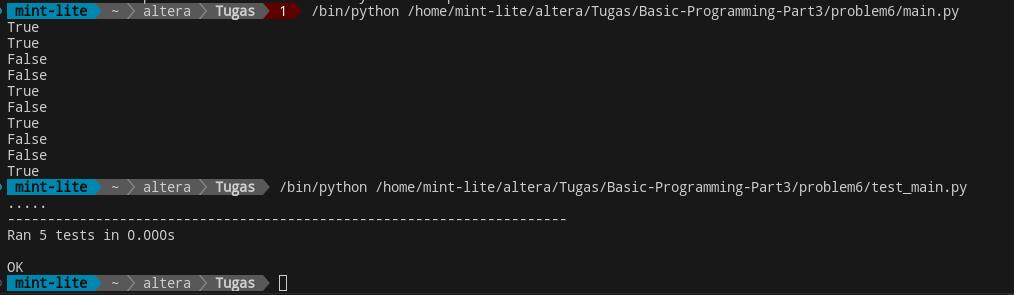 mint-lite ~ altera Tugas 1 /bin/python /home/mint-lite/altera/Tugas/Basic-Programming-Part3/problem6/main.py
True
True
False
False
True
False
True
False
False
True
mint-lite ~ altera Tugas /bin/python /home/mint-lite/altera/Tugas/Basic-Programming-Part3/problem6/test_main.py
.....
----------------------------------------------------------------------
Ran 5 tests in 0.000s
OK
mint-lite ~ altera Tugas